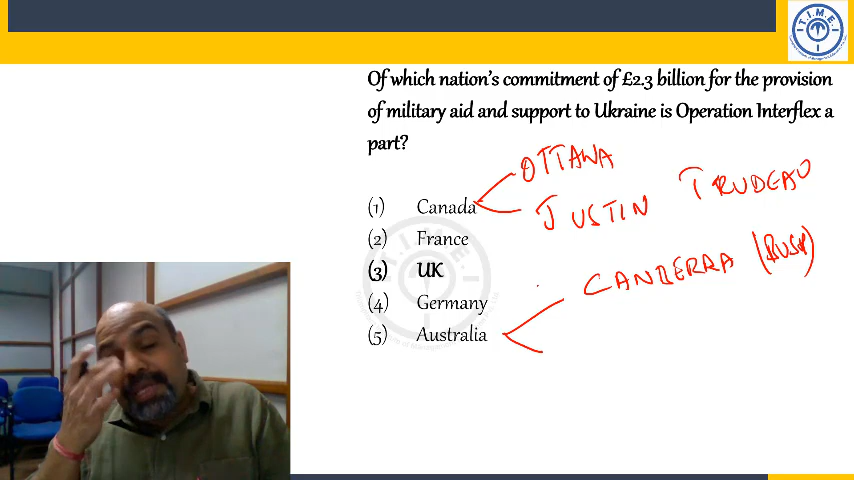 T.I.M.E.
Of which nation's commitment of £2.3 billion for the provision
of military aid and support to Ukraine is Operation Interflex a
part?
OTTAWA
(1) Canada
JUSTIN TRUDEAU
(2) France
(3) UK
CANBERRA
(4) Germany
(5) Australia